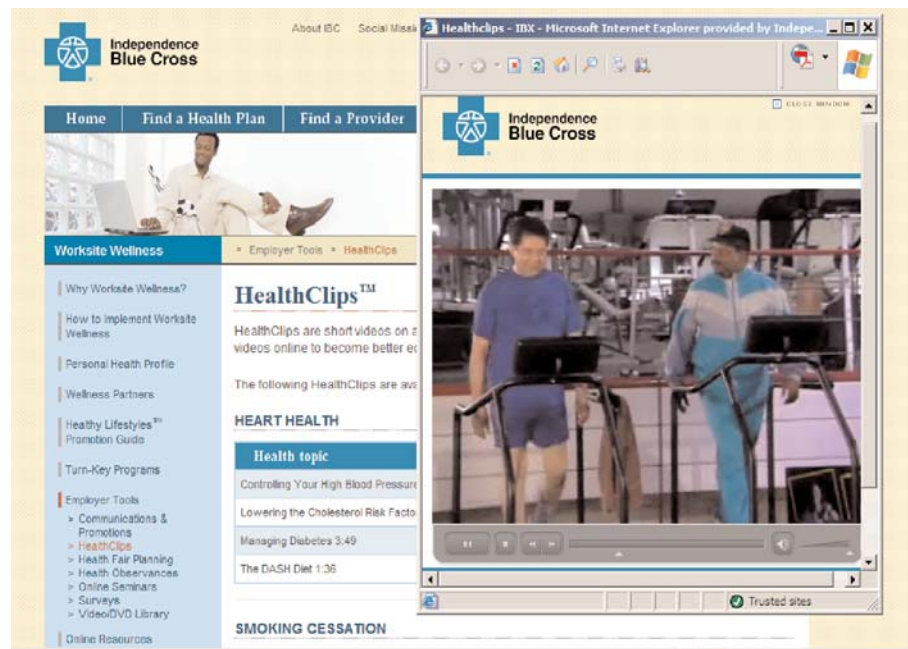 About IBC Social Missi
Independence
Blue Cross
Home Find a Health Plan Find a Provider
Worksite Wellness
Employer Tools HealthClips
Why Worksite Wellness?
How to Implement Worksite
Wellness
Personal Health Profile
Wellness Partners
Healthy Lifestyles℠
Promotion Guide
Turn-Key Programs
Employer Tools
> Communications &
Promotions
> HealthClips
> Health Fair Planning
> Health Observances
> Online Seminars
> Surveys
> Video/DVD Library
Online Resources
HealthClips™
HealthClips are short videos on a
videos online to become better ed
The following HealthClips are ava
HEART HEALTH
Health topic
Controlling Your High Blood Pressure
Lowering the Cholesterol Risk Facto
Managing Diabetes 3:49
The DASH Diet 1:36
SMOKING CESSATION
Healthclips - IBX - Microsoft Internet Explorer provided by Indepe...
CLOSE WINDOW
Independence
Blue Cross
Trusted sites